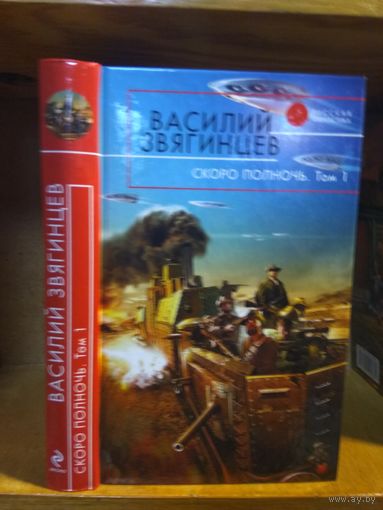 ВАСИЛИЙ
ЗВЯГИНЦЕВ
СКОРО ПОЛНОЧЬ. Том 1
ВАСИЛИЙ ЗВЯГИНЦЕВ
СКОРО ПОЛНОЧЬ. Том 1
www.ay.by